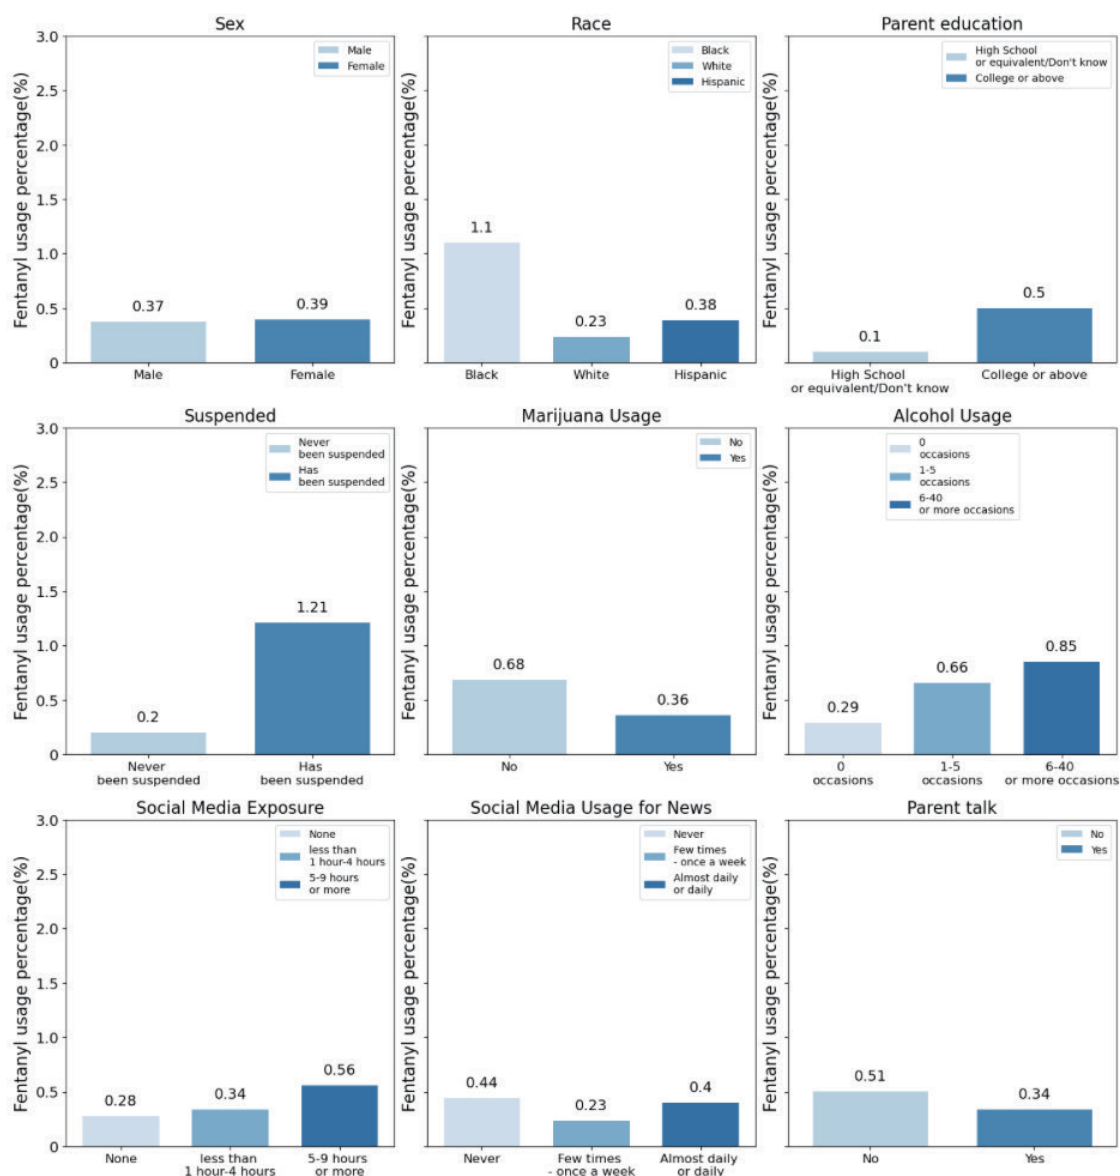 Sex
Fentanyl usage percentage(%)
3.0
2.5
2.0
1.5
1.0
0.5
0
Male
Female
0.37
0.39
Male
Female
Race
Fentanyl usage percentage(%)
Black
White
Hispanic
1.1
0.23
0.38
Black
White
Hispanic
Parent education
Fentanyl usage percentage(%)
High School
or equivalent/Don't know
College or above
0.1
0.5
High School
or equivalent/Don't know
College or above
Suspended
Fentanyl usage percentage(%)
3.0
2.5
2.0
1.5
1.0
0.5
0
Never
been suspended
Has
been suspended
0.2
1.21
Never
been suspended
Has
been suspended
Marijuana Usage
Fentanyl usage percentage(%)
No
Yes
0.68
0.36
No
Yes
Alcohol Usage
Fentanyl usage percentage(%)
0
occasions
1-5
occasions
6-40
or more occasions
0.29
0.66
0.85
0
occasions
1-5
occasions
6-40
or more occasions
Social Media Exposure
Fentanyl usage percentage(%)
3.0
2.5
2.0
1.5
1.0
0.5
0
None
less than
1 hour-4 hours
5-9 hours
or more
0.28
0.34
0.56
None
less than
1 hour-4 hours
5-9 hours
or more
Social Media Usage for News
Fentanyl usage percentage(%)
Never
Few times
- once a week
Almost daily
or daily
0.44
0.23
0.4
Never
Few times
- once a week
Almost daily
or daily
Parent talk
Fentanyl usage percentage(%)
No
Yes
0.51
0.34
No
Yes